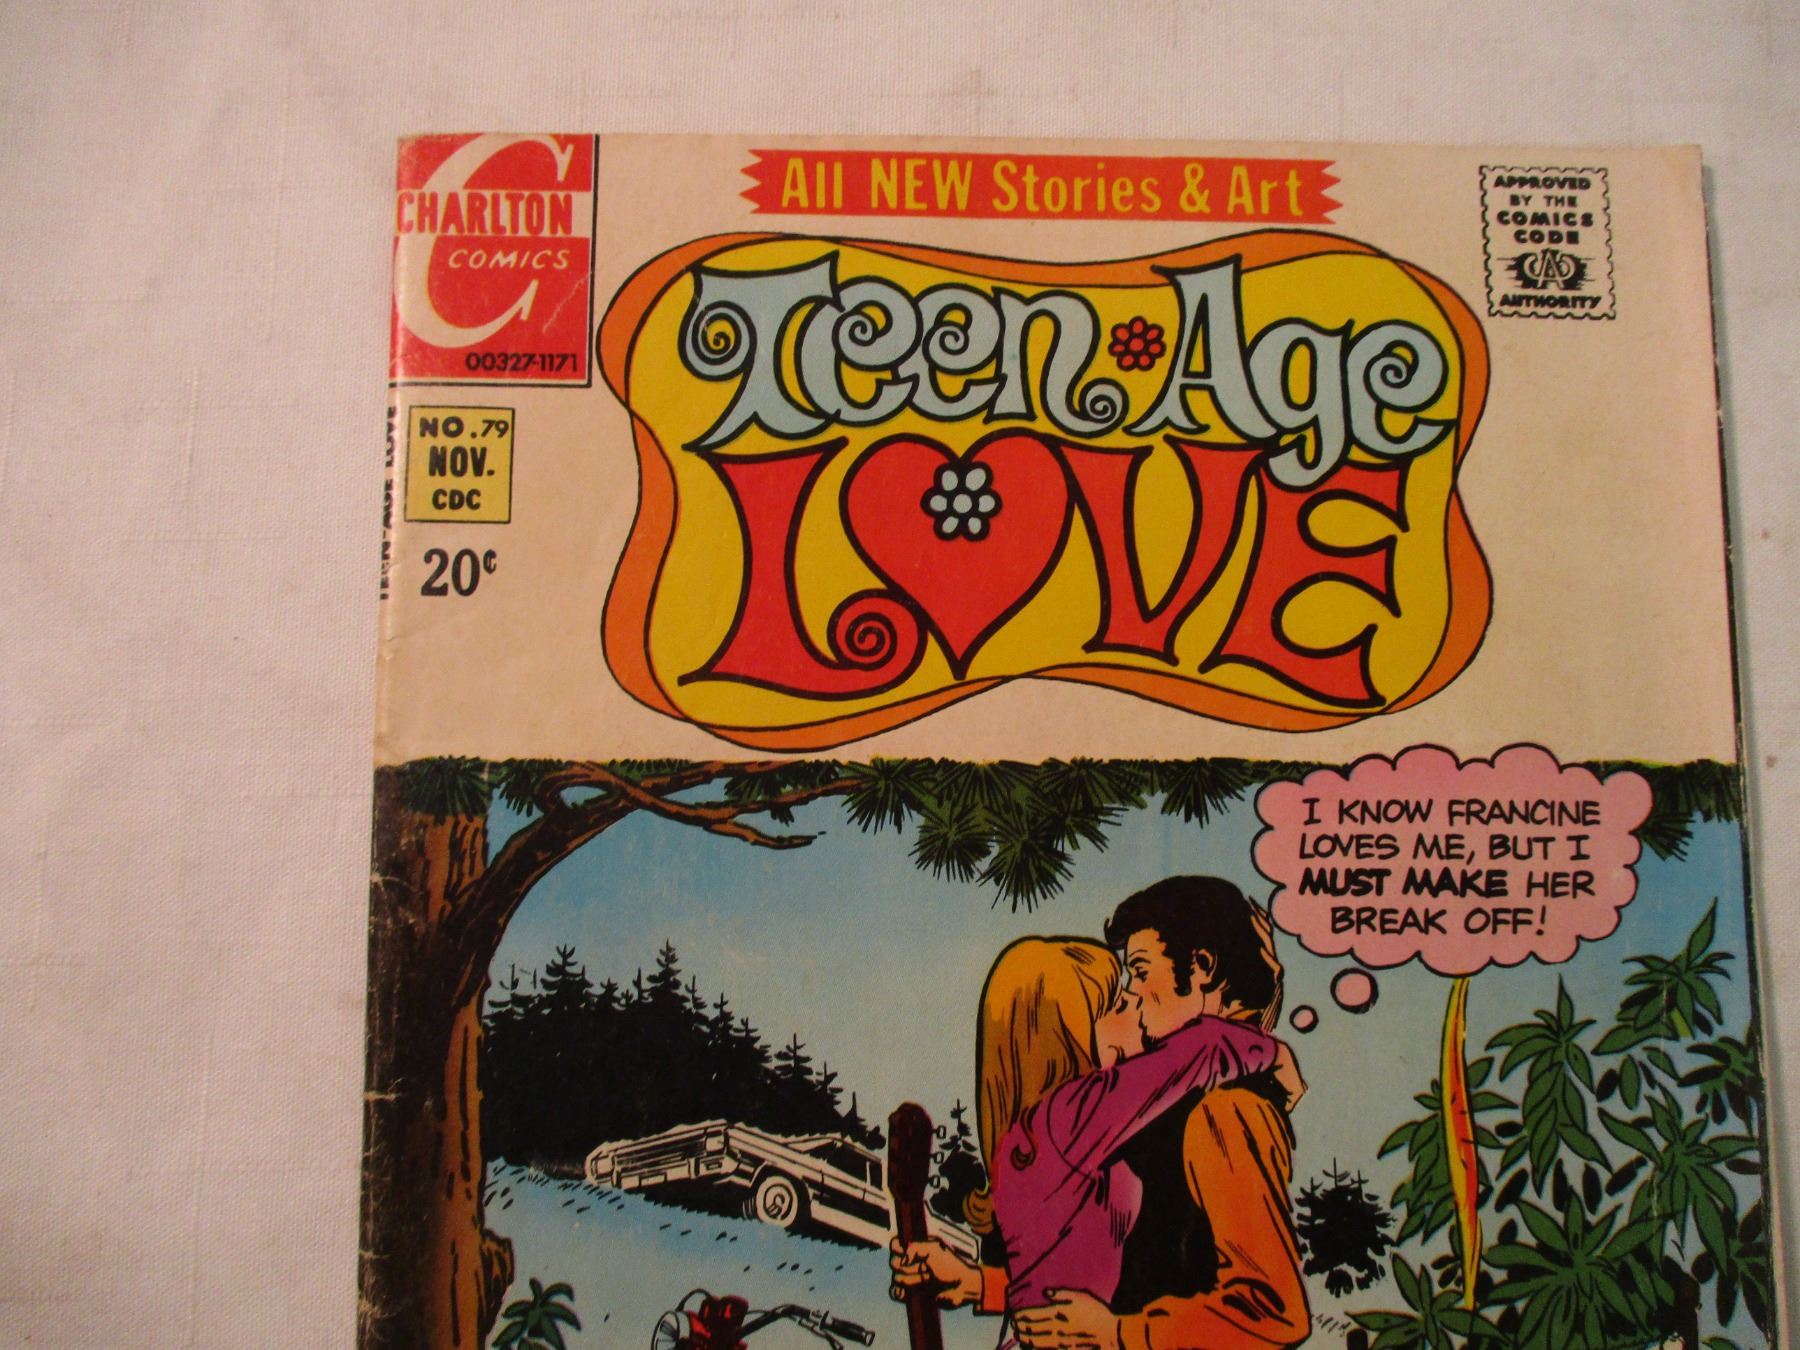 All NEW Stories & Art
CHARLTON
COMICS
00327-1171
APPROVED
BY THE
COMICS
CODE
CA
AUTHORITY
Teen-Age
LOVE
NO. 79
NOV.
CDC
20¢
TEEN-AGE LOVE
I KNOW FRANCINE
LOVES ME, BUT I
MUST MAKE HER
BREAK OFF!